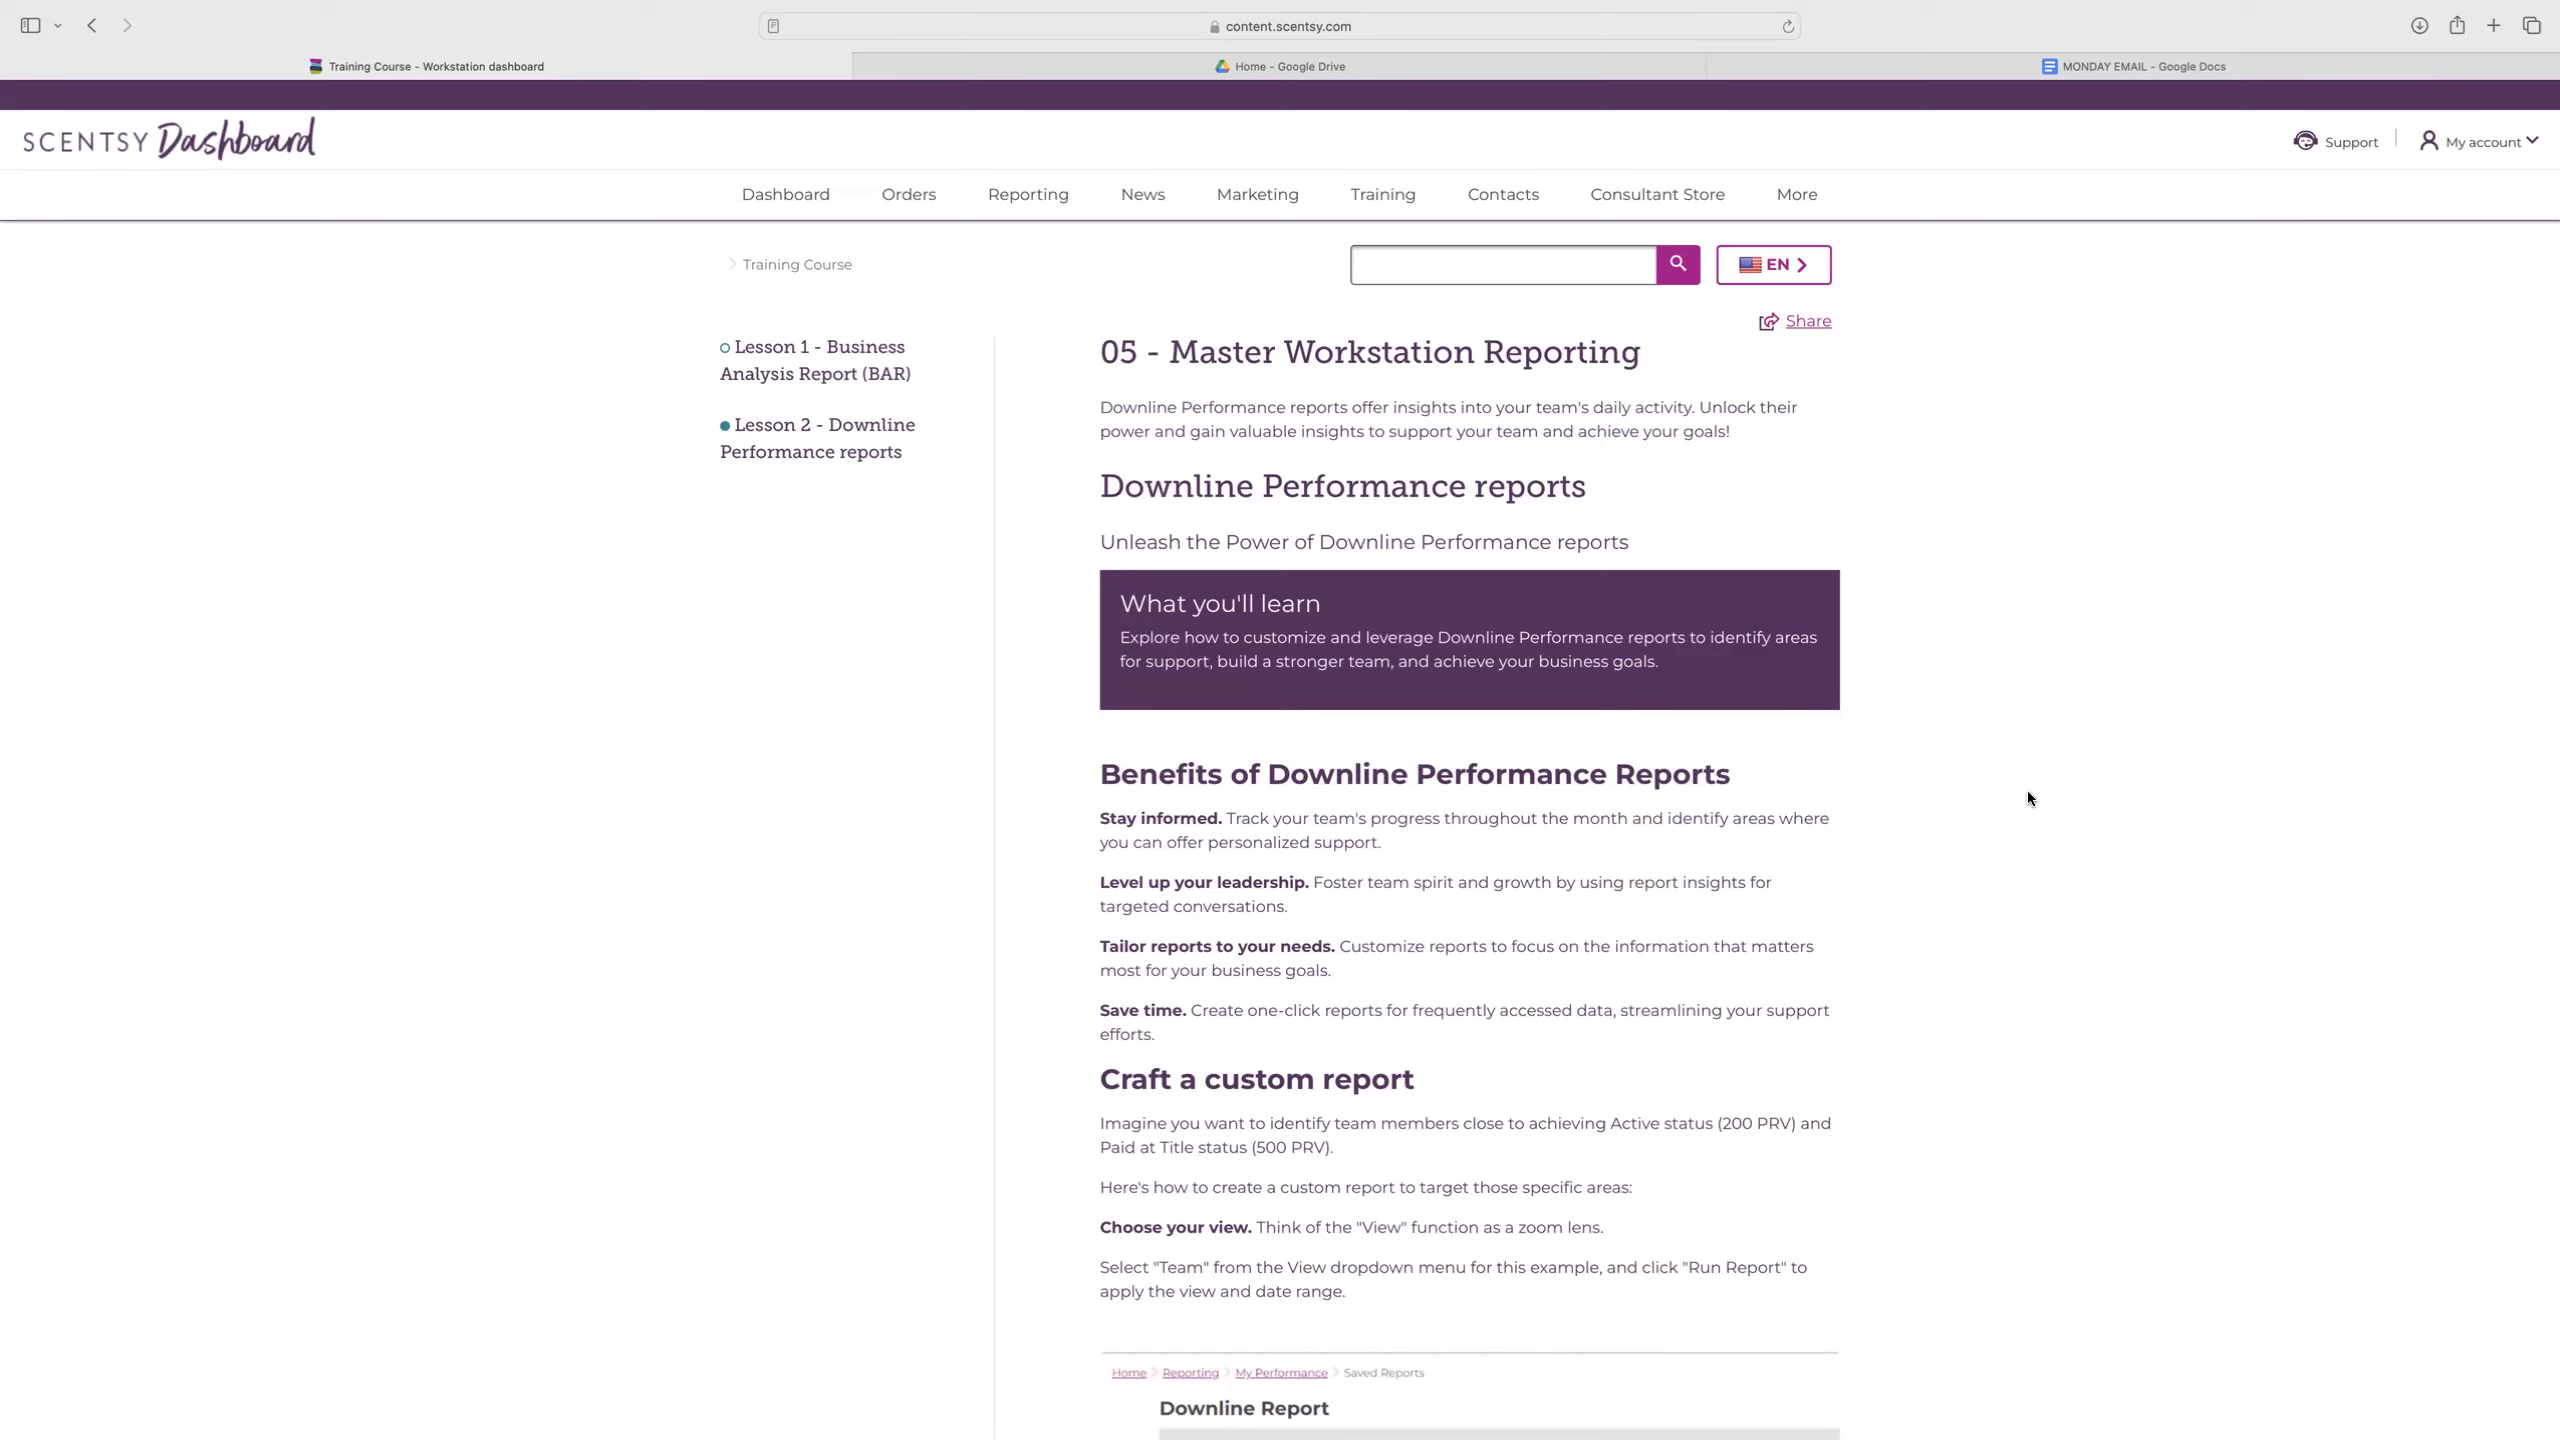 content.scentsy.com
Training Course - Workstation dashboard
Home - Google Drive
MONDAY EMAIL - Google Docs
SCENTSY Dashboard
Support
My account
Dashboard
Orders
Reporting
News
Marketing
Training
Contacts
Consultant Store
More
Training Course
EN
Share
Lesson 1 - Business
Analysis Report (BAR)
Lesson 2 - Downline
Performance reports
05 - Master Workstation Reporting
Downline Performance reports offer insights into your team's daily activity. Unlock their
power and gain valuable insights to support your team and achieve your goals!
Downline Performance reports
Unleash the Power of Downline Performance reports
What you'll learn
Explore how to customize and leverage Downline Performance reports to identify areas
for support, build a stronger team, and achieve your business goals.
Benefits of Downline Performance Reports
Stay informed. Track your team's progress throughout the month and identify areas where
you can offer personalized support.
Level up your leadership. Foster team spirit and growth by using report insights for
targeted conversations.
Tailor reports to your needs. Customize reports to focus on the information that matters
most for your business goals.
Save time. Create one-click reports for frequently accessed data, streamlining your support
efforts.
Craft a custom report
Imagine you want to identify team members close to achieving Active status (200 PRV) and
Paid at Title status (500 PRV).
Here's how to create a custom report to target those specific areas:
Choose your view. Think of the "View" function as a zoom lens.
Select "Team" from the View dropdown menu for this example, and click "Run Report" to
apply the view and date range.
Home
Reporting
My Performance
Saved Reports
Downline Report